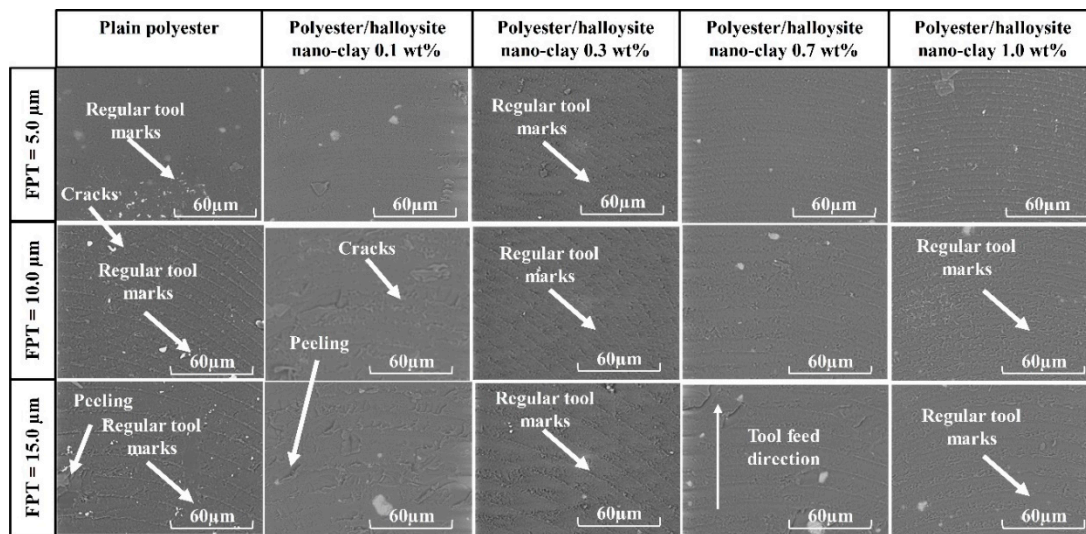 Plain polyester
Polyester/halloysite
nano-clay 0.1 wt%
Polyester/halloysite
nano-clay 0.3 wt%
Polyester/halloysite
nano-clay 0.7 wt%
Polyester/halloysite
nano-clay 1.0 wt%
FPT = 5.0 µm
Regular tool
marks
Cracks
60µm
60µm
Regular tool
marks
60µm
60µm
60µm
FPT = 10.0 µm
Regular tool
marks
60µm
Cracks
Peeling
60µm
Regular tool
marks
60µm
60µm
Regular tool
marks
60µm
FPT = 15.0 µm
Peeling
Regular tool
marks
60µm
60µm
Regular tool
marks
60µm
Tool feed
direction
60µm
Regular tool
marks
60µm